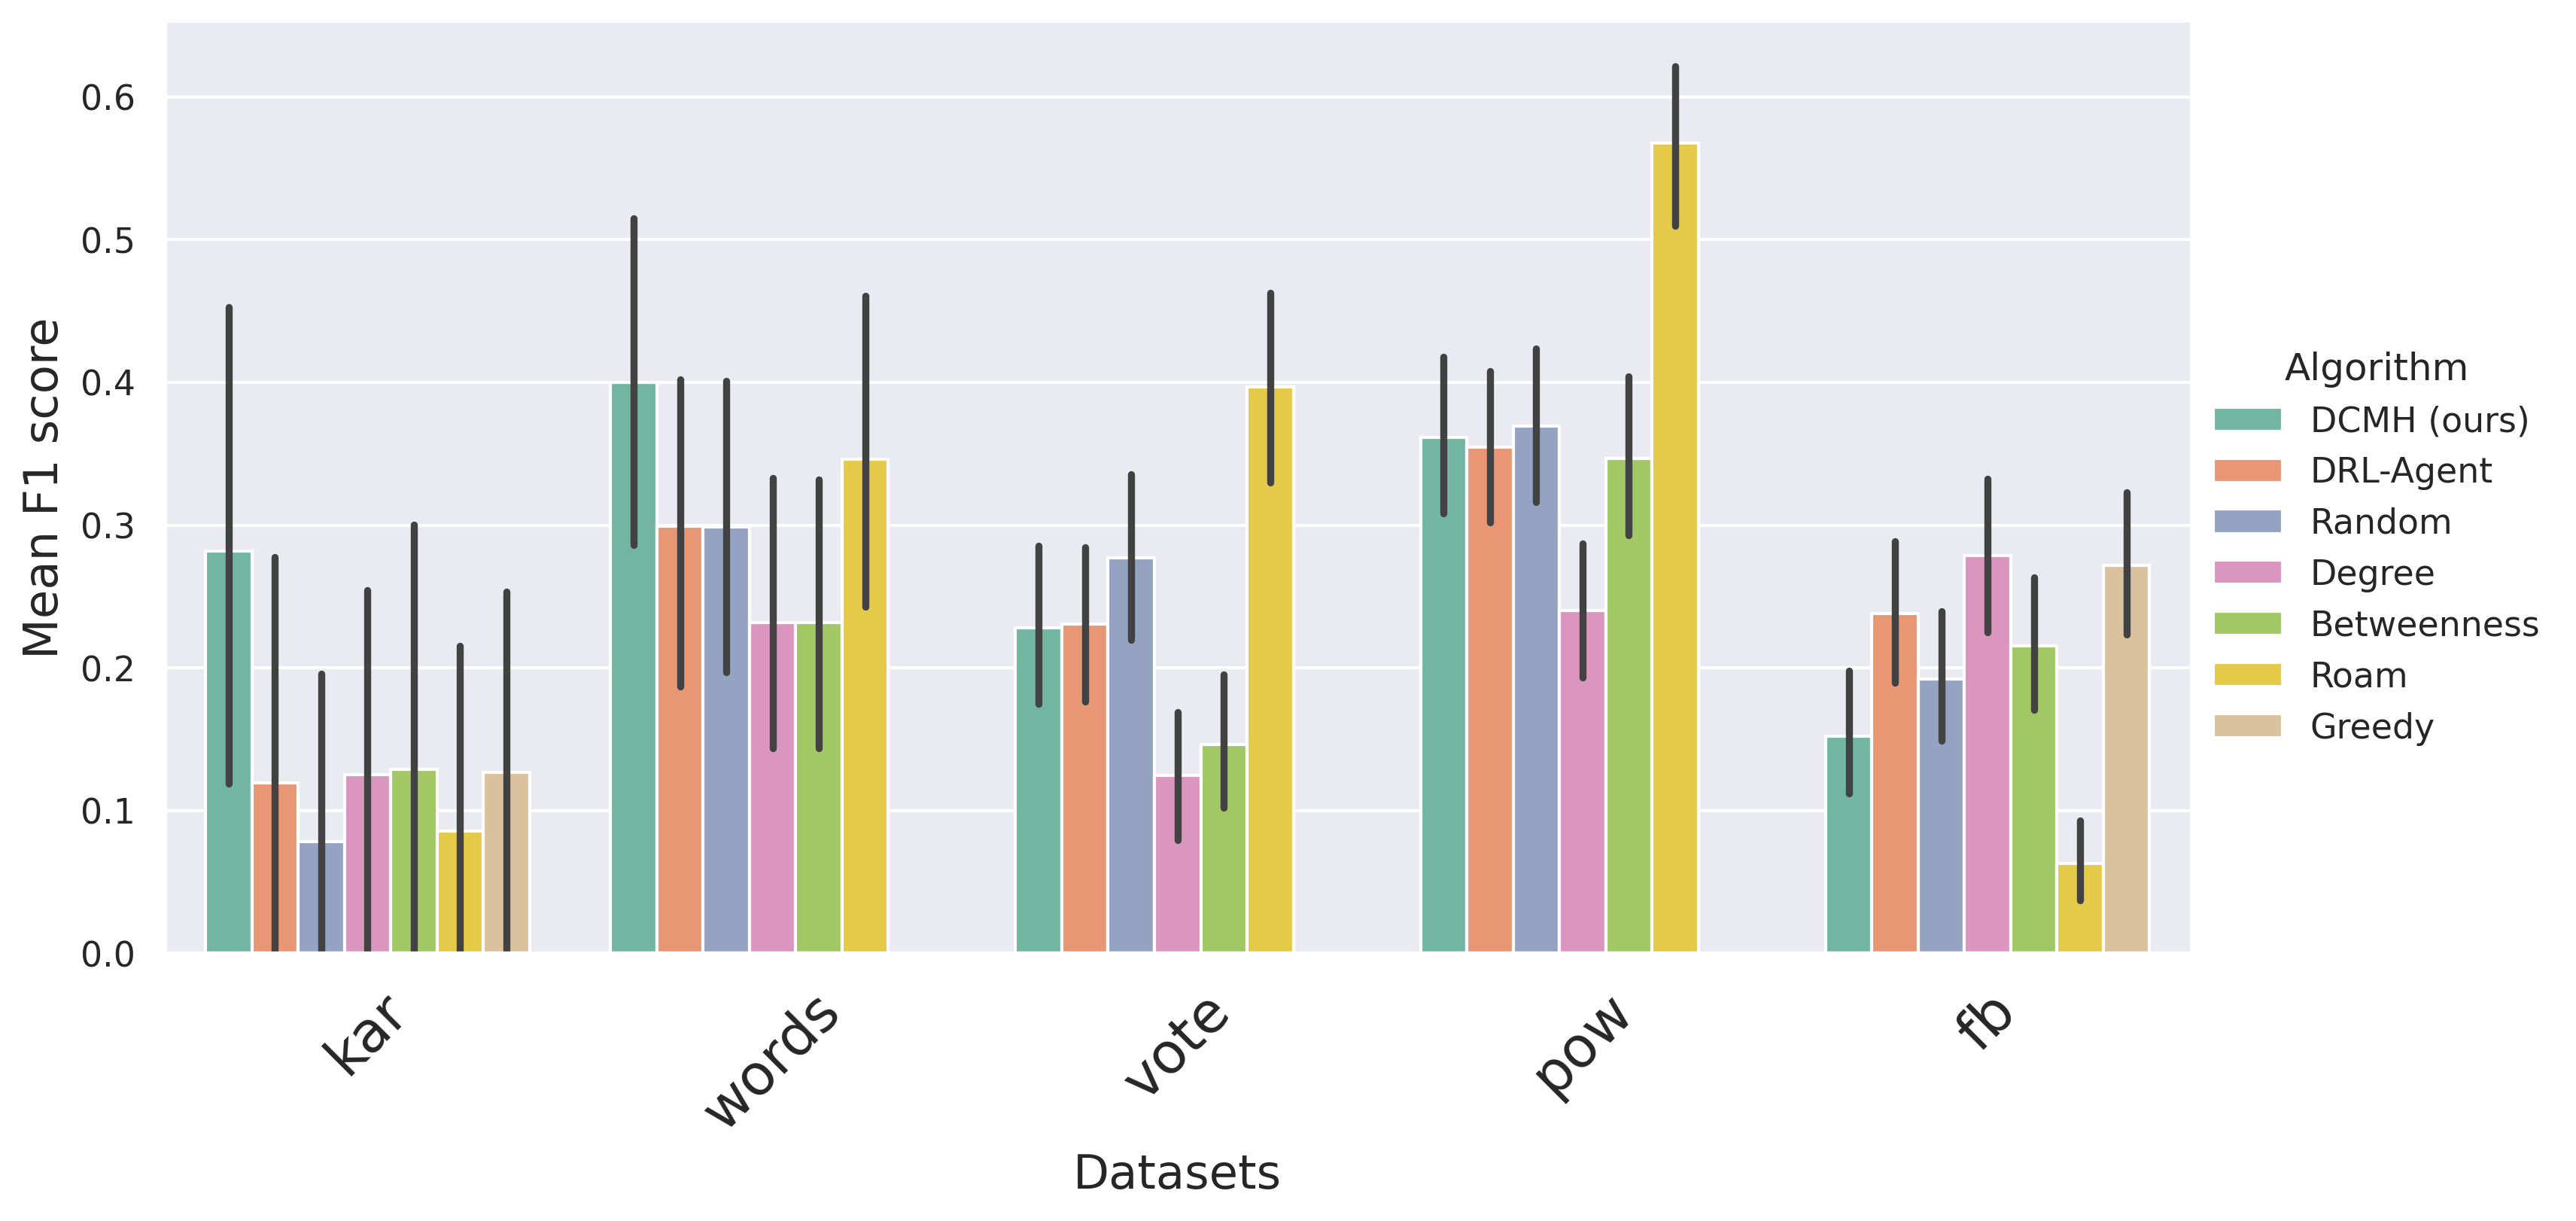 Mean F1 score
0.6
0.5
0.4
0.3
0.2
0.1
0.0
kar
words
vote
pow
fb
Datasets
Algorithm
DCMH (ours)
DRL-Agent
Random
Degree
Betweenness
Roam
Greedy